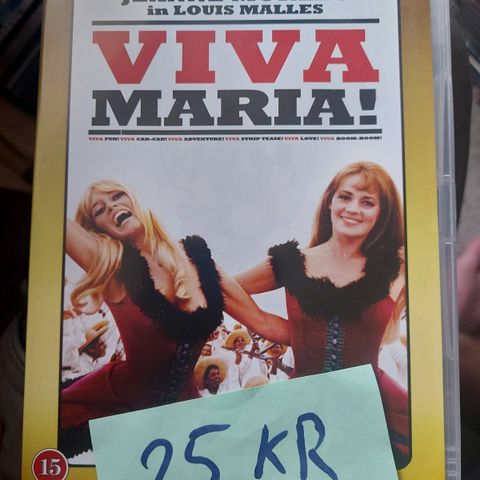 in LOUIS MALLES
VIVA
MARIA!
VIVA FUN! VIVA CAN-CAN! VIVA ADVENTURE! VIVA STRIP TEASE! VIVA LOVE! VIVA BOOM-BOOM!
25 KR
15